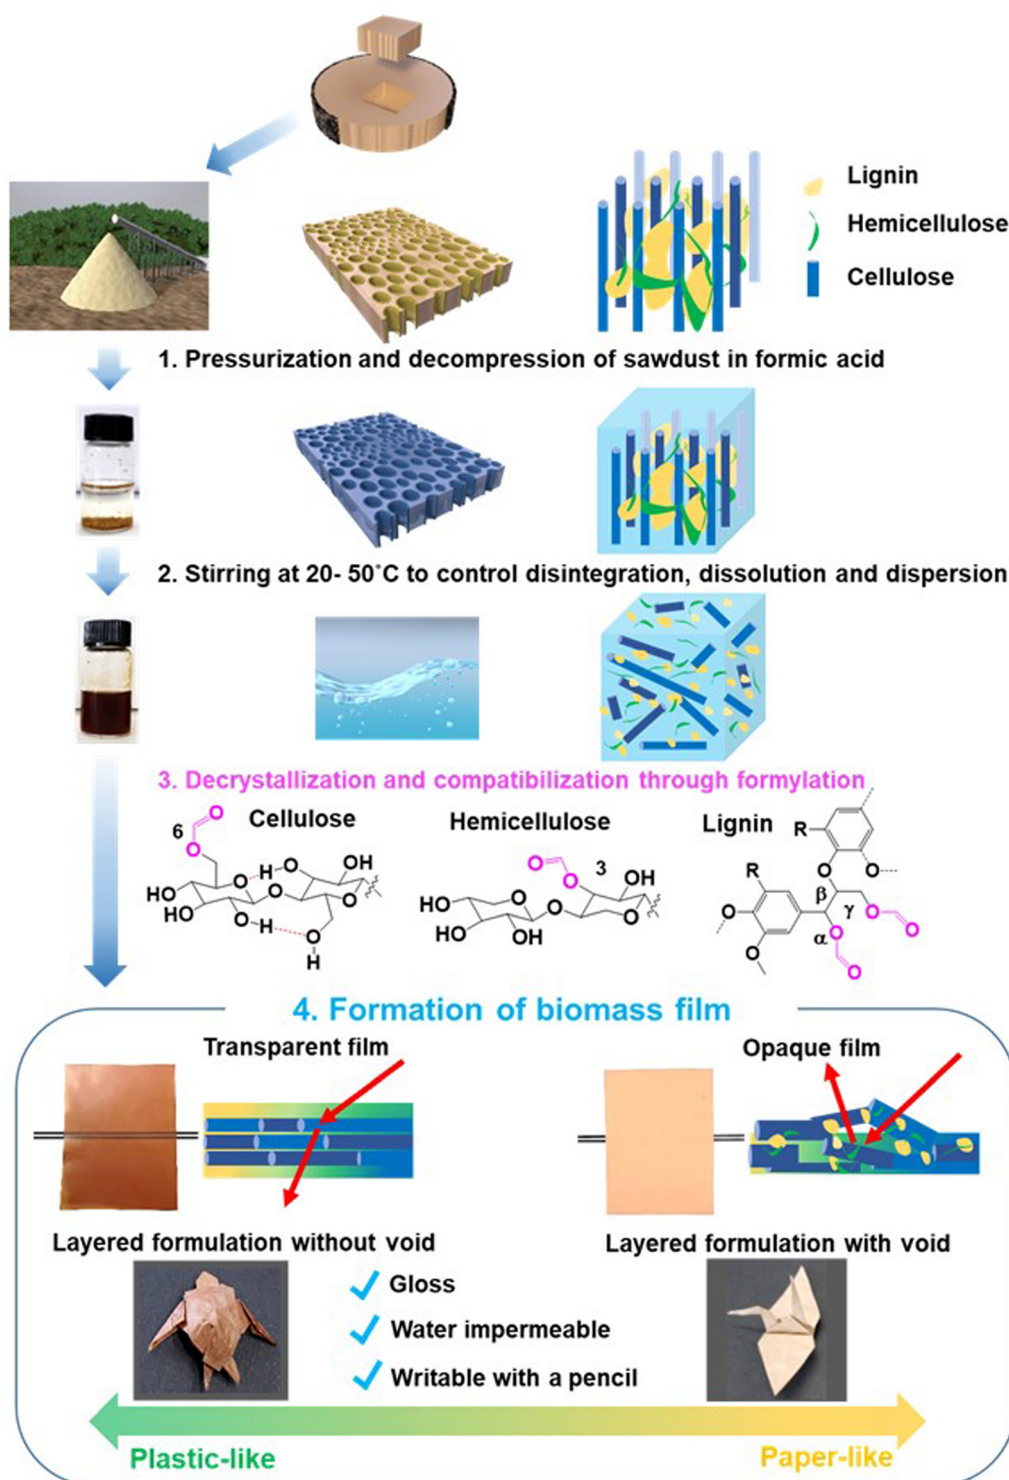 Lignin
Hemicellulose
Cellulose
1. Pressurization and decompression of sawdust in formic acid
2. Stirring at 20- 50˚C to control disintegration, dissolution and dispersion
3. Decrystallization and compatibilization through formylation
Cellulose
Hemicellulose
Lignin
6
O
O
HO
HO
HO
O
O
H
O
H
O
OH
O
O
H
O
O
3
HO
HO
O
OH
O
O
OH
R
O
O
R
β
γ
α
O
O
O
O
O
O
4. Formation of biomass film
Transparent film
Opaque film
Layered formulation without void
Layered formulation with void
Gloss
Water impermeable
Writable with a pencil
Plastic-like
Paper-like